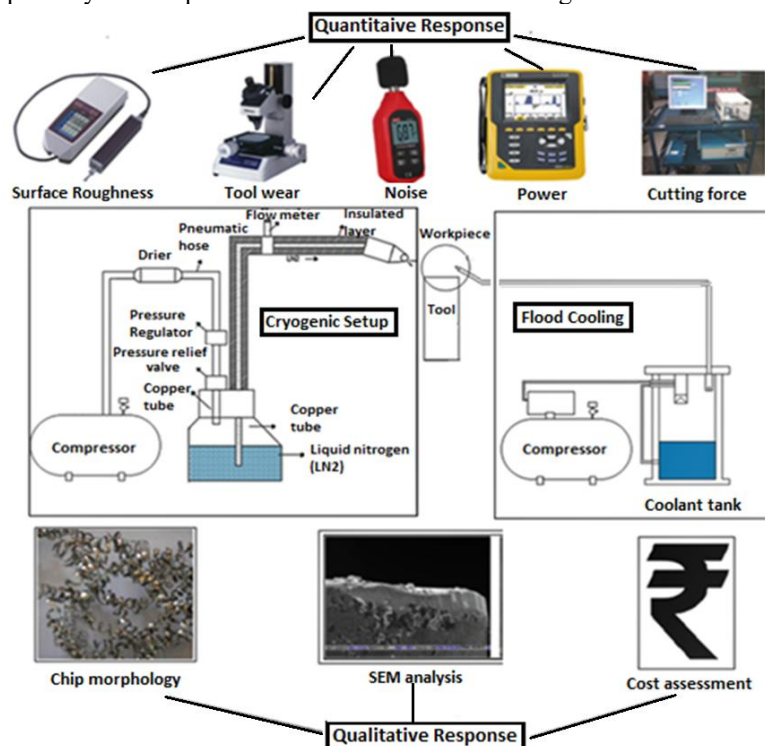 Quantitaive Response
Surface Roughness
Tool wear
Noise
Power
Cutting force
Flow meter
Insulated
layer
Pneumatic
hose
Drier
LN2
Workpiece
Pressure
Regulator
Cryogenic Setup
Tool
Flood Cooling
Pressure relief
valve
Copper
tube
Copper
tube
Compressor
Liquid nitrogen
(LN2)
Compressor
Coolant tank
Chip morphology
SEM analysis
Cost assessment
Qualitative Response